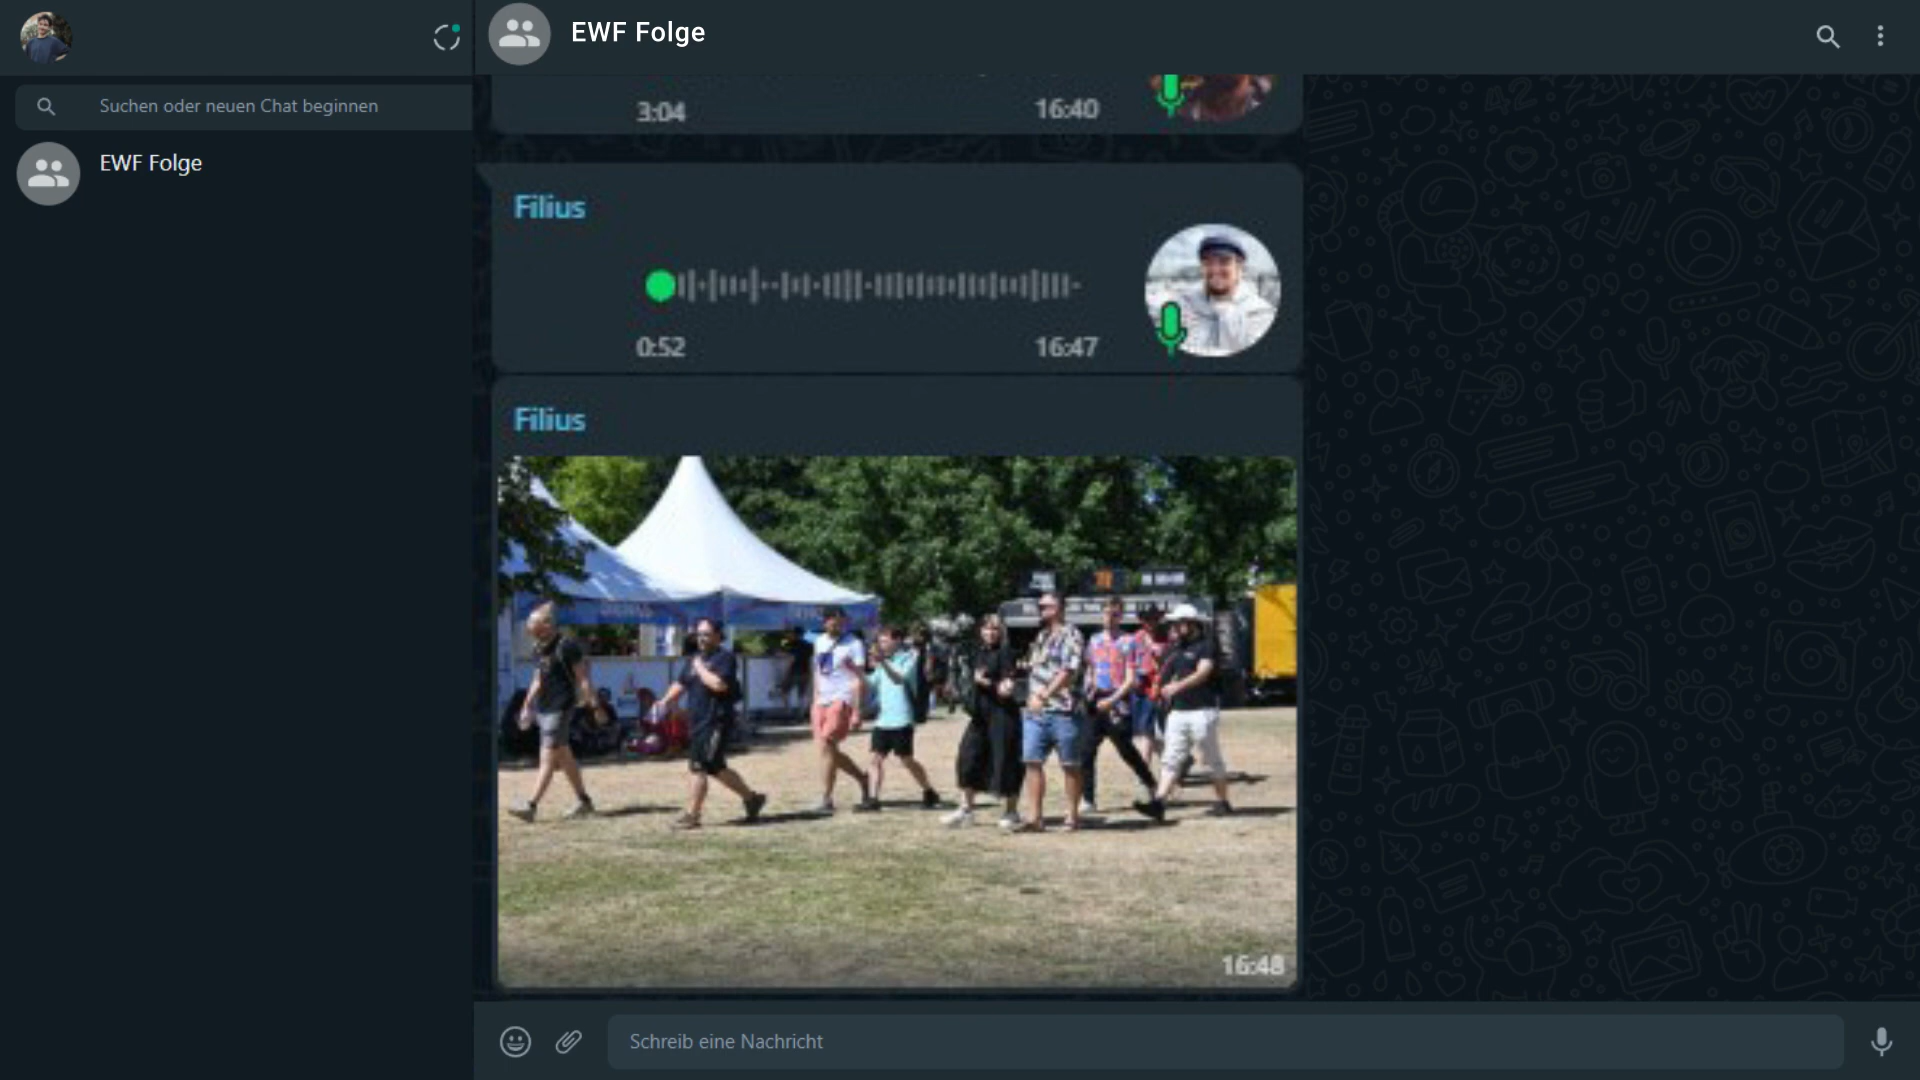 EWF Folge
Suchen oder neuen Chat beginnen
EWF Folge
3:04
16:40
Filius
0:52
16:47
Filius
16:48
Schreib eine Nachricht